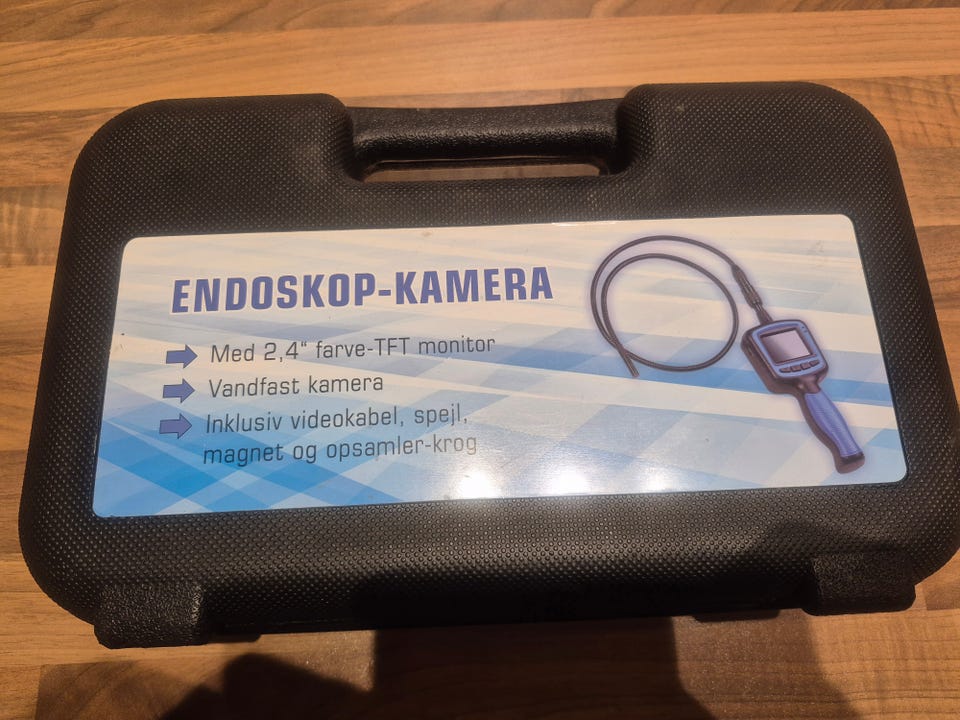 ENDOSKOP-KAMERA
Med 2,4“ farve-TFT monitor
Vandfast kamera
Inklusiv videokabel, spejl,
magnet og opsamler-krog